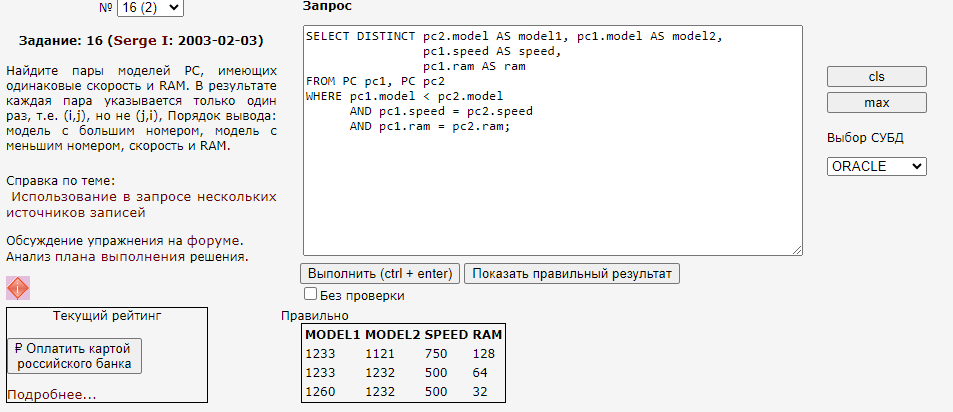 № 16 (2)
Задание: 16 (Serge I: 2003-02-03)
Найдите пары моделей PC, имеющих
одинаковые скорость и RAM. В результате
каждая пара указывается только один
раз, т.е. (i,j), но не (j,i), Порядок вывода:
модель с большим номером, модель с
меньшим номером, скорость и RAM.
Справка по теме:
Использование в запросе нескольких
источников записей
Обсуждение упражнения на форуме.
Анализ плана выполнения решения.
Текущий рейтинг
₽ Оплатить картой
российского банка
Подробнее...
Запрос
SELECT DISTINCT pc2.model AS model1, pc1.model AS model2,
pc1.speed AS speed,
pc1.ram AS ram
FROM PC pc1, PC pc2
WHERE pc1.model < pc2.model
AND pc1.speed = pc2.speed
AND pc1.ram = pc2.ram;
Выполнить (ctrl + enter) Показать правильный результат
Без проверки
Правильно
MODEL1 MODEL2 SPEED RAM
1233 1121 750 128
1233 1232 500 64
1260 1232 500 32
cls
max
Выбор СУБД
ORACLE